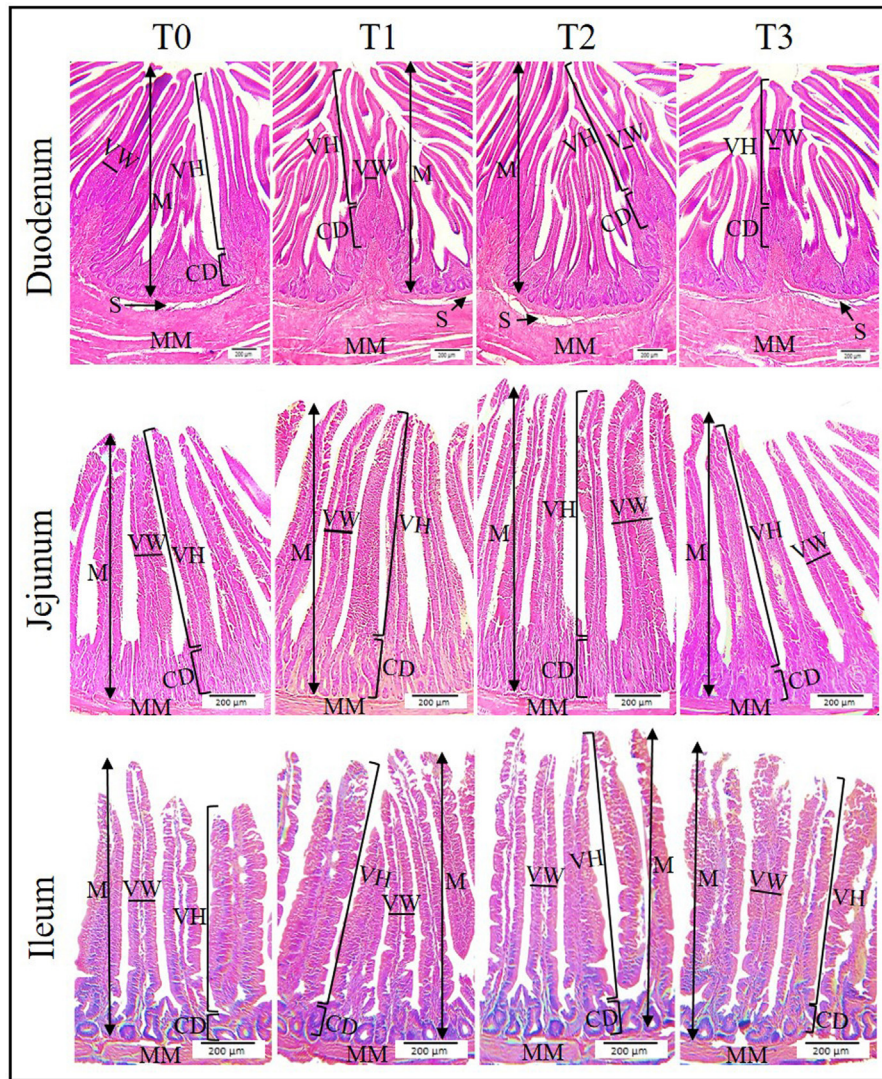 T0 T1 T2 T3
Duodenum
VW M VH CD S MM 200 µm
VH VW M CD S MM 200 µm
M VH VW CD S MM 200 µm
VH VW CD S MM 200 µm
Jejunum
M VW VH CD MM 200 µm
M VW VH CD MM 200 µm
M VH VW CD MM 200 µm
M VH VW CD MM 200 µm
Ileum
M VW VH CD MM 200 µm
VH VW M CD MM 200 µm
VW VH M CD MM 200 µm
M VW VH CD MM 200 µm